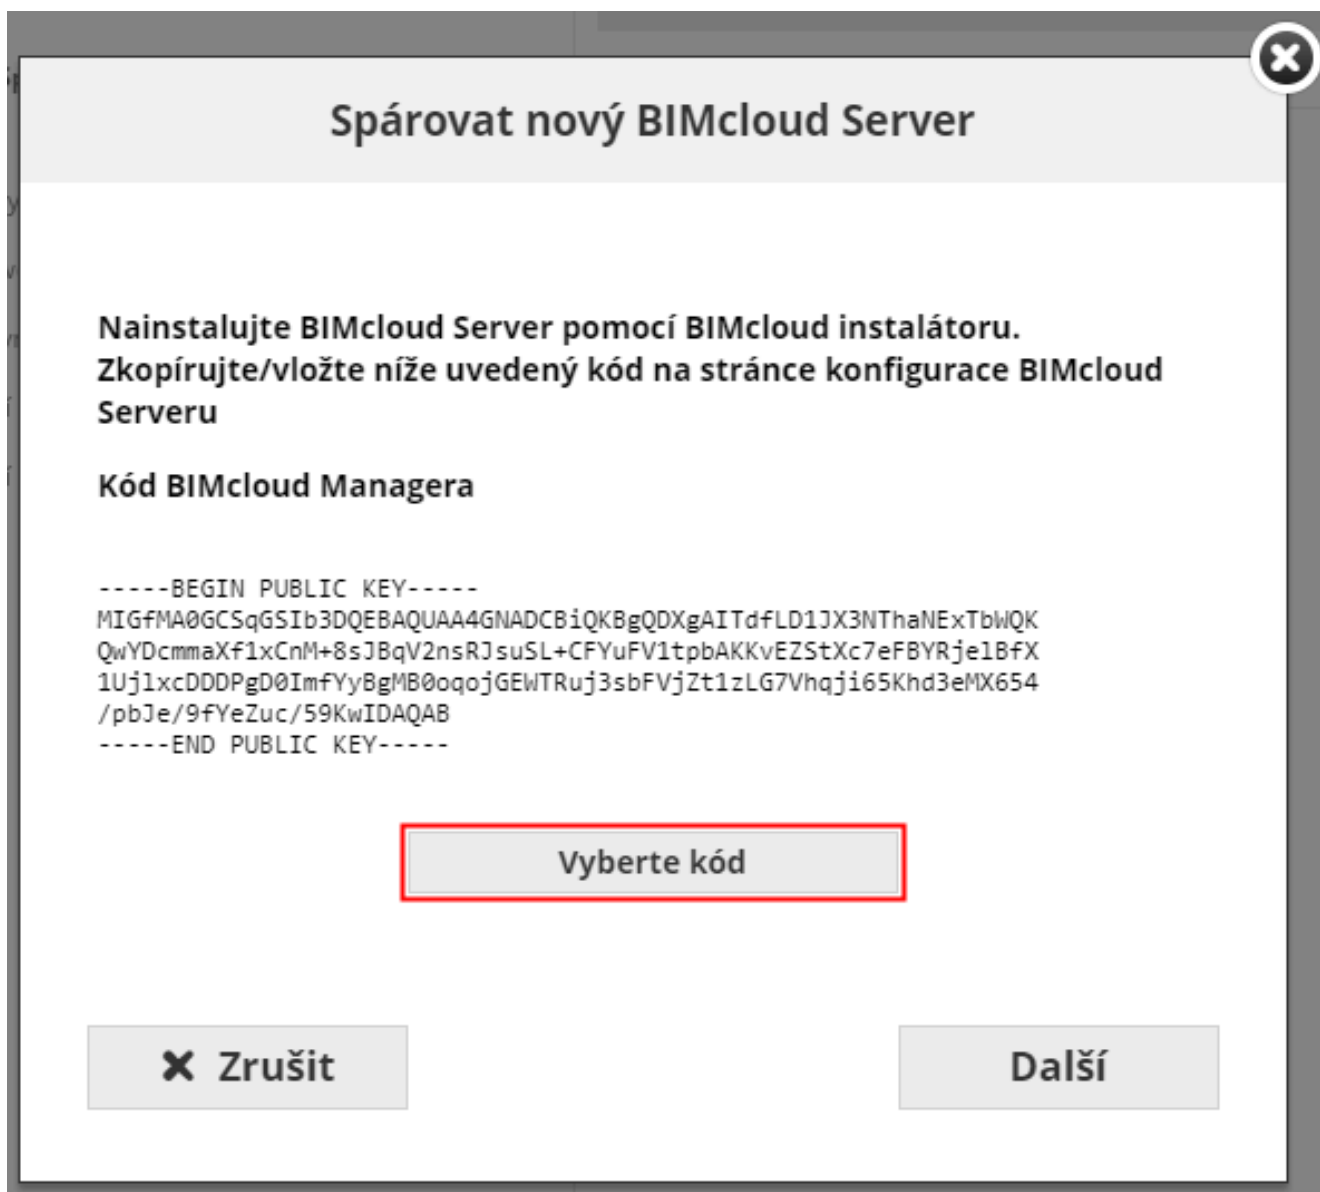 Spárovat nový BIMcloud Server
Nainstalujte BIMcloud Server pomocí BIMcloud instalátoru.
Zkopírujte/vložte níže uvedený kód na stránce konfigurace BIMcloud
Serveru
Kód BIMcloud Managera
-----BEGIN PUBLIC KEY-----
MIGfMA0GCSqGSIb3DQEBAQUAA4GNADCBiQKBgQDXgAITdfLD1JX3NThaNExTbWQK
QwYDcmmaXf1xCnM+8sJBqV2nsRJsuSL+CFYuFV1tpbAKKvEZStXc7eFBYRjelBfX
1UjlxcDDDPgD0ImfYyBgMB0oqojGEWTRuj3sbFVjZt1zLG7Vhqji65Khd3eMX654
/pbJe/9fYeZuc/59KwIDAQAB
-----END PUBLIC KEY-----
Vyberte kód
Zrušit
Další